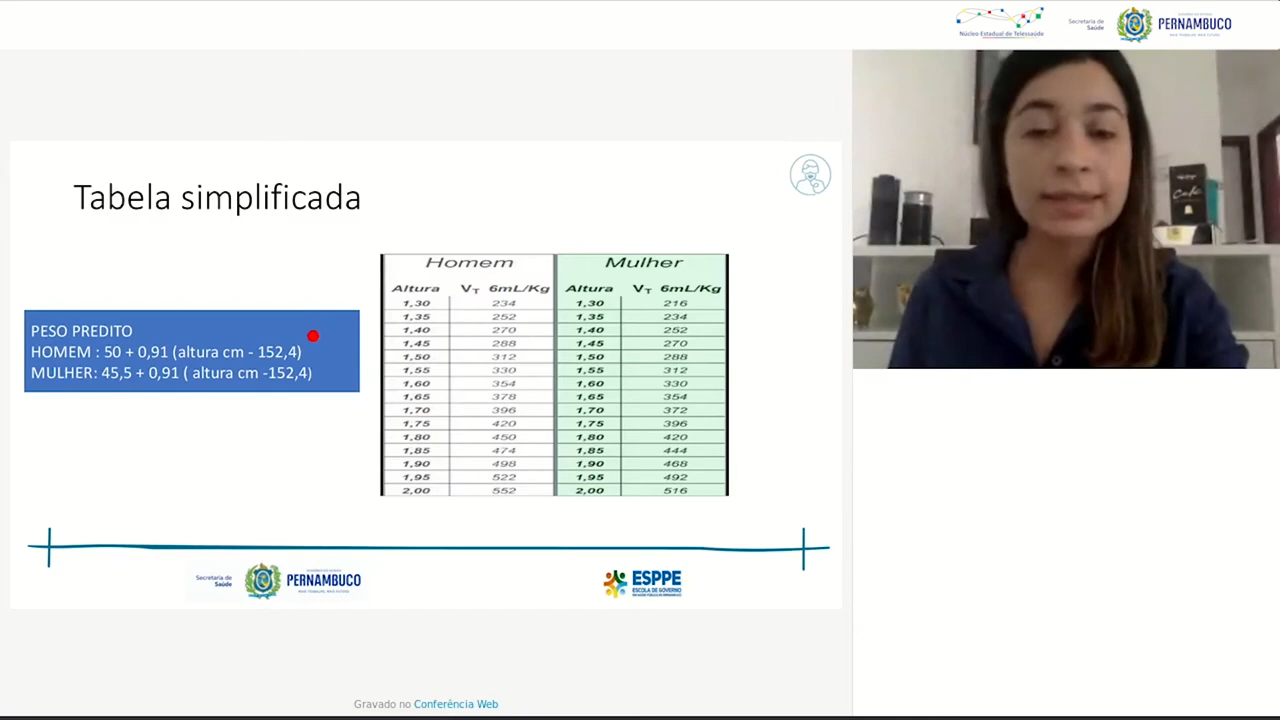 Núcleo Estadual de Telessaúde
Secretaria de
Saúde
PERNAMBUCO
Tabela simplificada
PESO PREDITO
HOMEM : 50 + 0,91 (altura cm - 152,4)
MULHER: 45,5 + 0,91 ( altura cm -152,4)
Homem Mulher
Altura VT 6mL/Kg Altura VT 6mL/Kg
1,30 234 1,30 216
1,35 252 1,35 234
1,40 270 1,40 252
1,45 288 1,45 270
1,50 312 1,50 288
1,55 330 1,55 312
1,60 354 1,60 330
1,65 378 1,65 354
1,70 396 1,70 372
1,75 420 1,75 396
1,80 450 1,80 420
1,85 474 1,85 444
1,90 498 1,90 468
1,95 522 1,95 492
2,00 552 2,00 516
Secretaria de
Saúde
PERNAMBUCO
ESPPE
ESCOLA DE GOVERNO
Gravado no Conferência Web